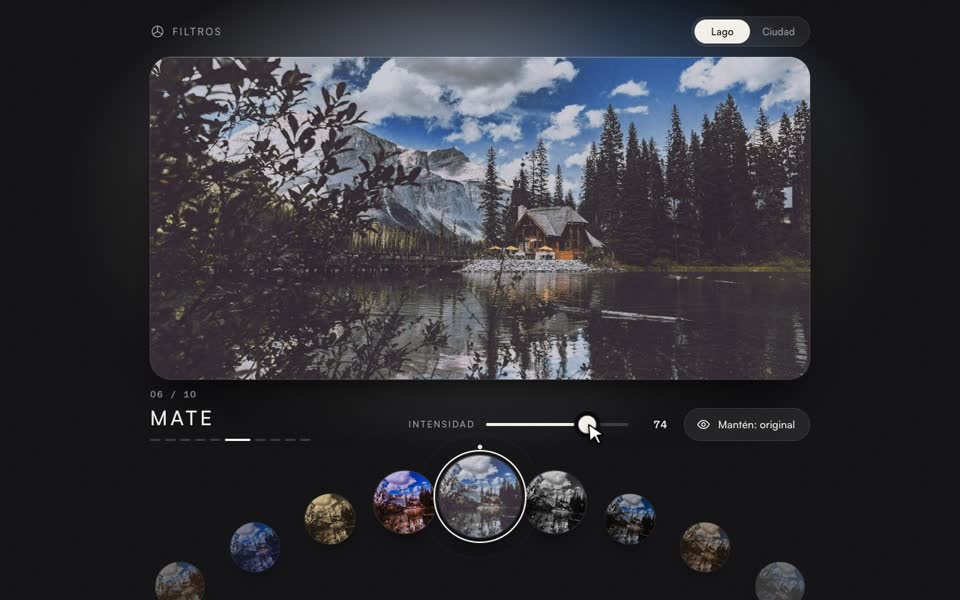 FILTROS
Lago
Ciudad
06 / 10
MATE
INTENSIDAD
74
Mantén: original